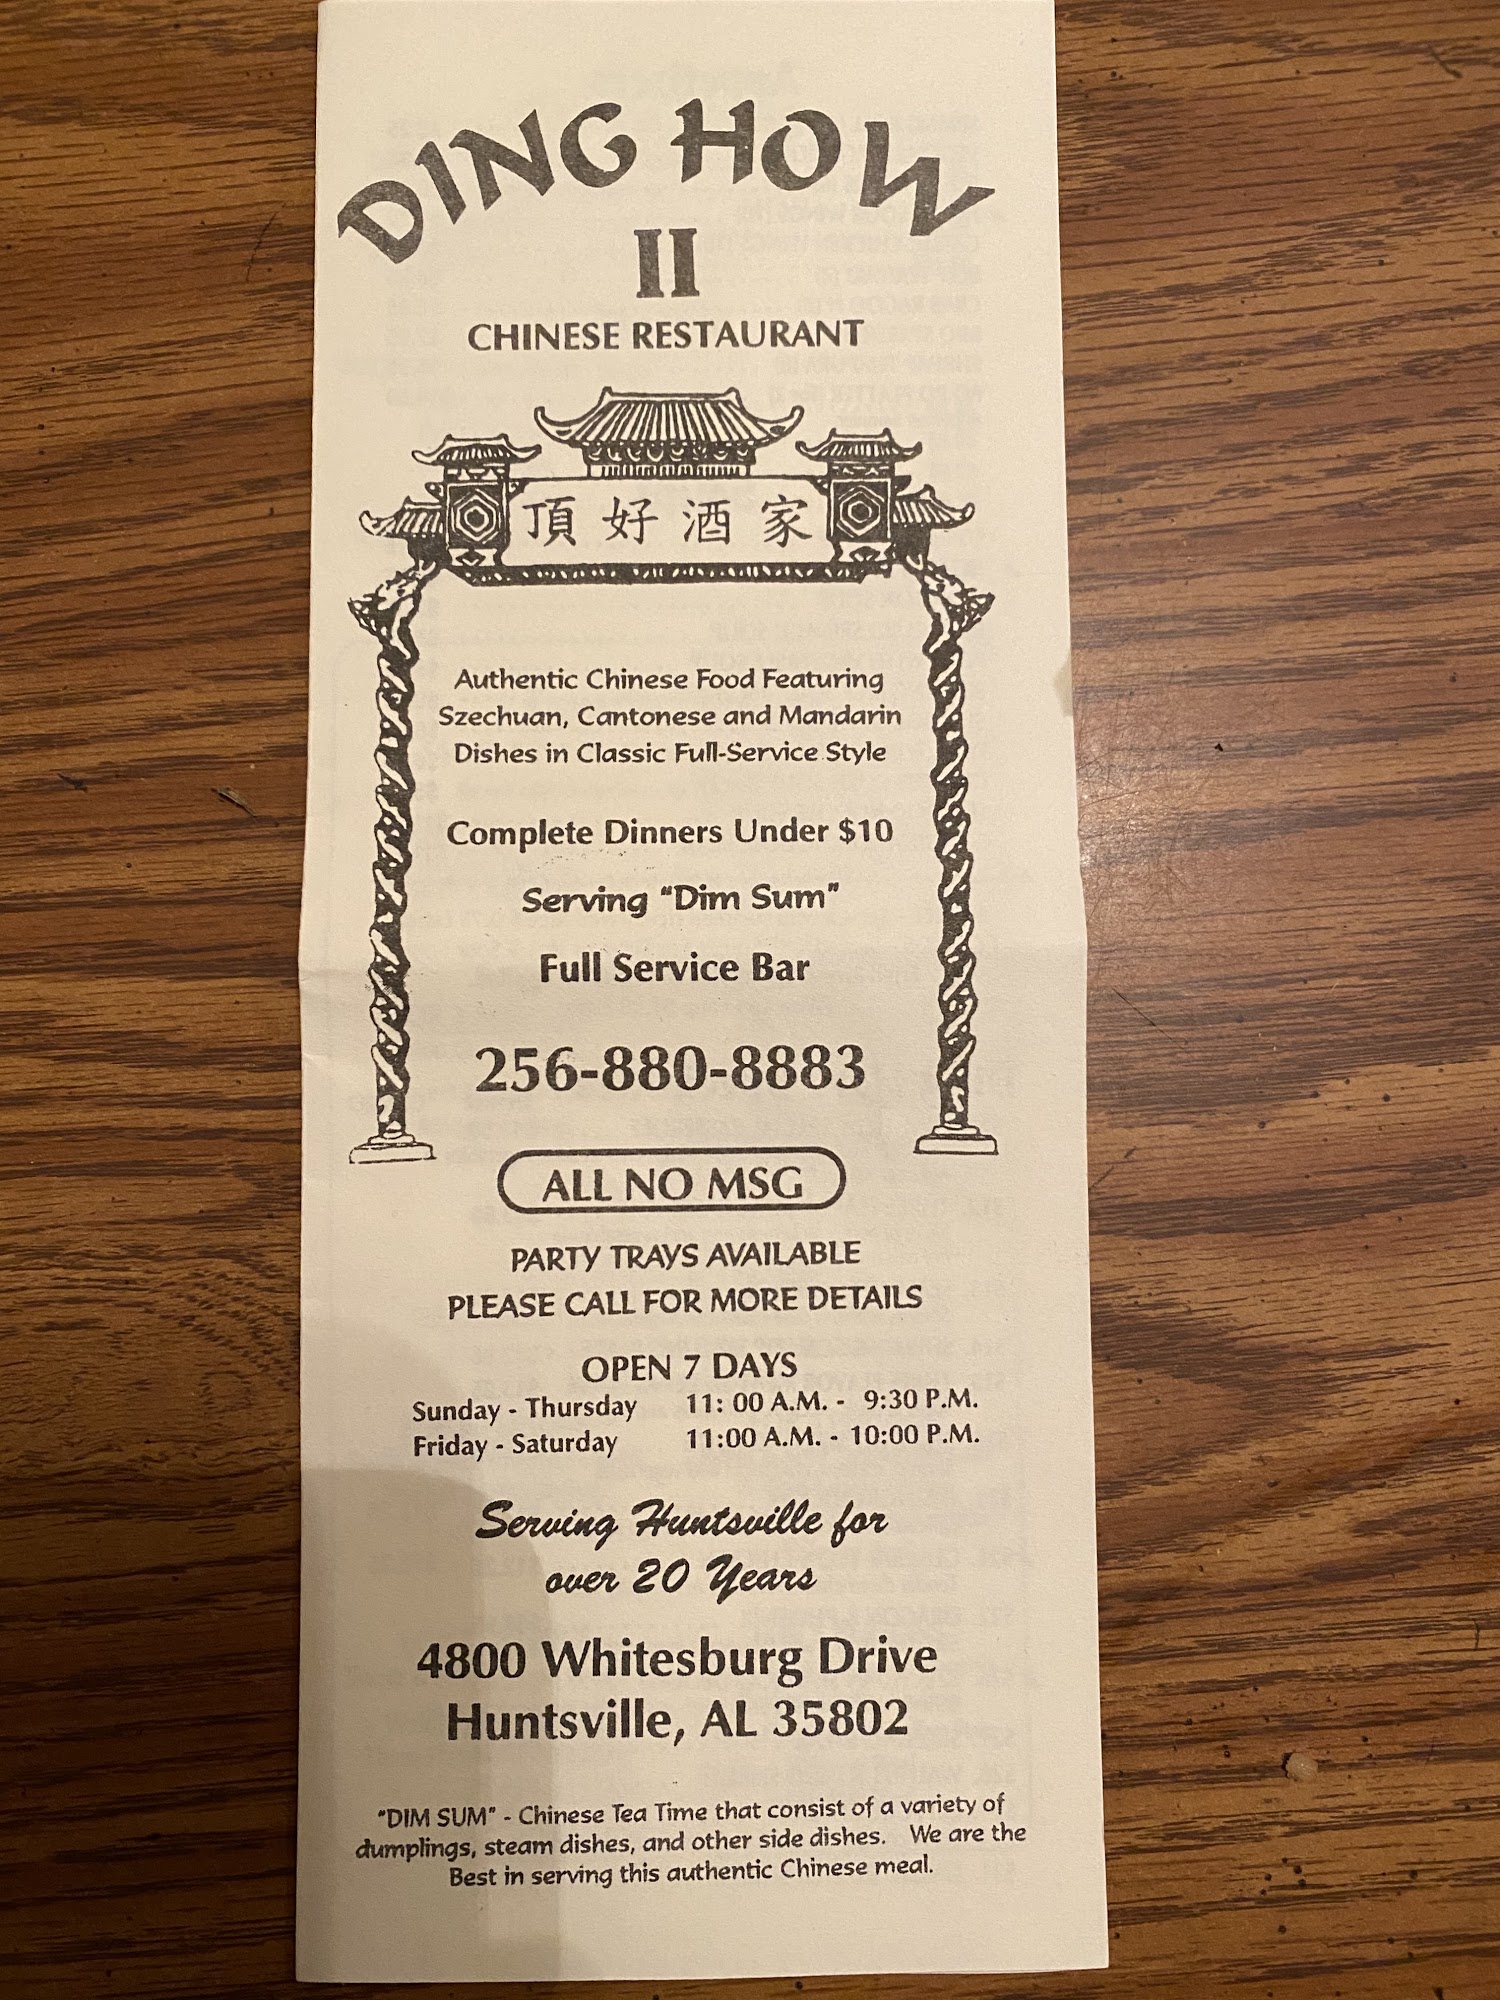 DING HOW
II
CHINESE RESTAURANT
頂好酒家
Authentic Chinese Food Featuring
Szechuan, Cantonese and Mandarin
Dishes in Classic Full-Service Style
Complete Dinners Under $10
Serving "Dim Sum"
Full Service Bar
256-880-8883
ALL NO MSG
PARTY TRAYS AVAILABLE
PLEASE CALL FOR MORE DETAILS
OPEN 7 DAYS
Sunday - Thursday 11: 00 A.M. - 9:30 P.M.
Friday - Saturday 11:00 A.M. - 10:00 P.M.
Serving Huntsville for
over 20 Years
4800 Whitesburg Drive
Huntsville, AL 35802
"DIM SUM" - Chinese Tea Time that consist of a variety of
dumplings, steam dishes, and other side dishes. We are the
Best in serving this authentic Chinese meal.